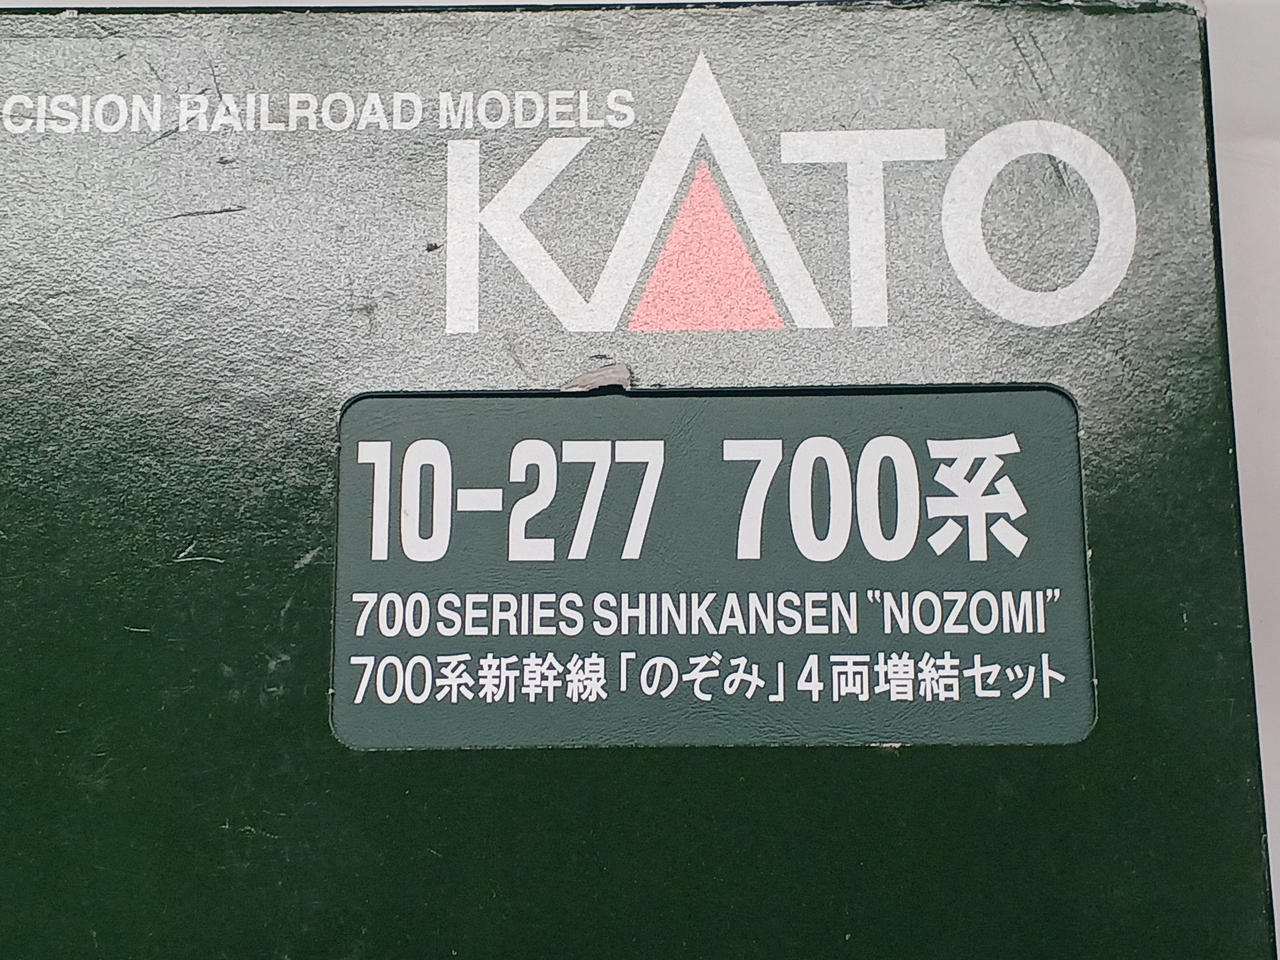 CISION RAILROAD MODELS
KATO
10-277 700系
700 SERIES SHINKANSEN "NOZOMI"
700系新幹線「のぞみ」4両増結セット